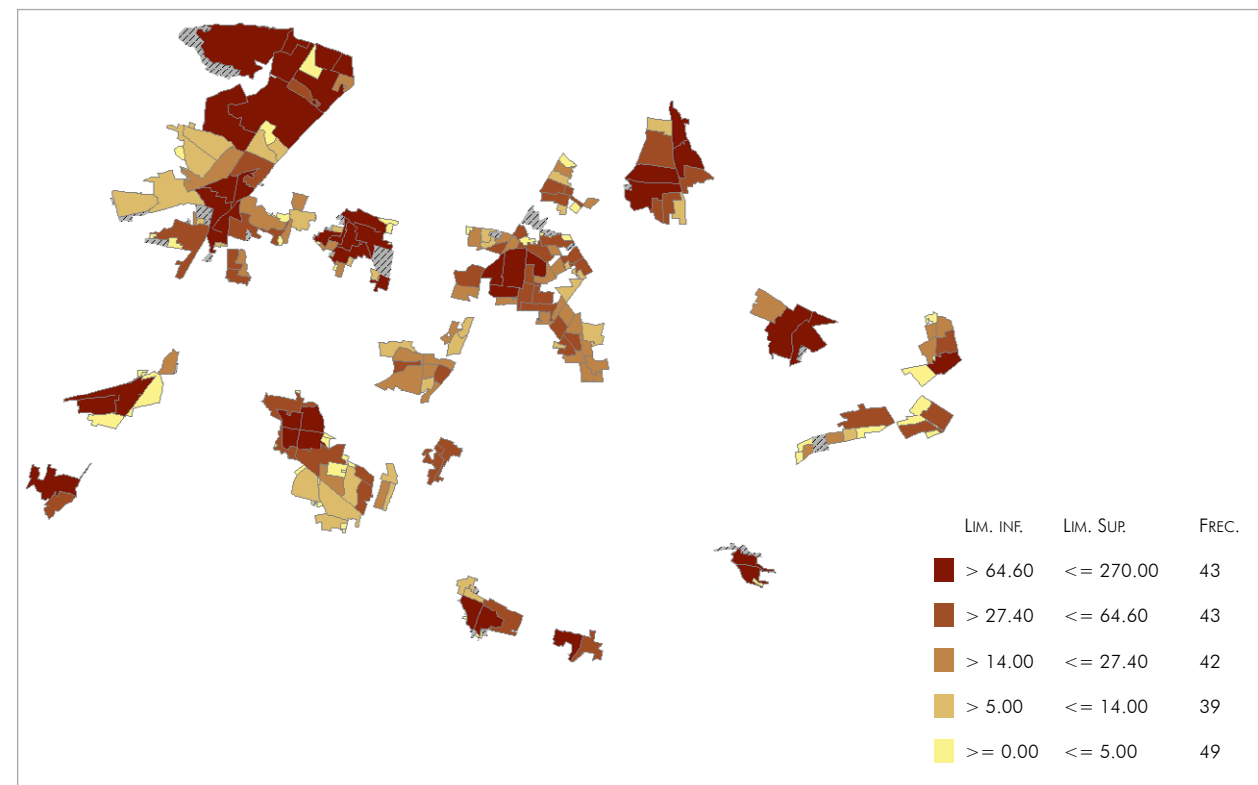 LIM. INF. LIM. SUP. FREC.
> 64.60 <= 270.00 43
> 27.40 <= 64.60 43
> 14.00 <= 27.40 42
> 5.00 <= 14.00 39
>= 0.00 <= 5.00 49